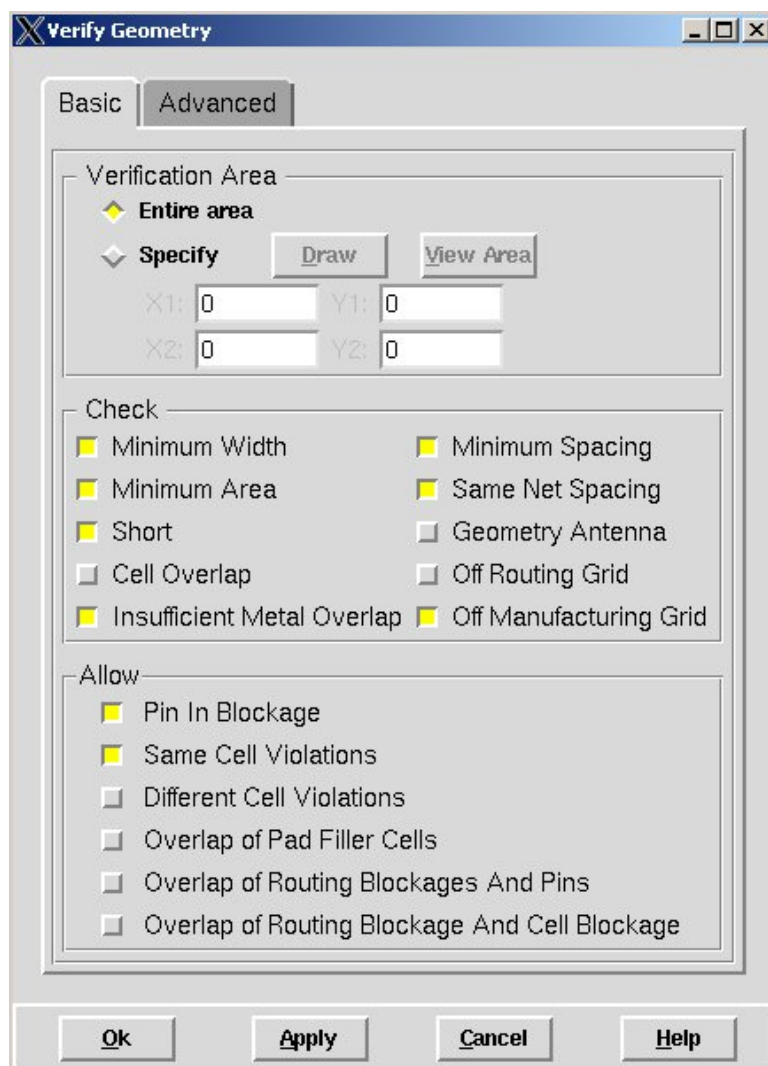 Verify Geometry
Basic Advanced
Verification Area
Entire area
Specify Draw View Area
X1: 0 Y1: 0
X2: 0 Y2: 0
Check
Minimum Width Minimum Spacing
Minimum Area Same Net Spacing
Short Geometry Antenna
Cell Overlap Off Routing Grid
Insufficient Metal Overlap Off Manufacturing Grid
Allow
Pin In Blockage
Same Cell Violations
Different Cell Violations
Overlap of Pad Filler Cells
Overlap of Routing Blockages And Pins
Overlap of Routing Blockage And Cell Blockage
Ok Apply Cancel Help